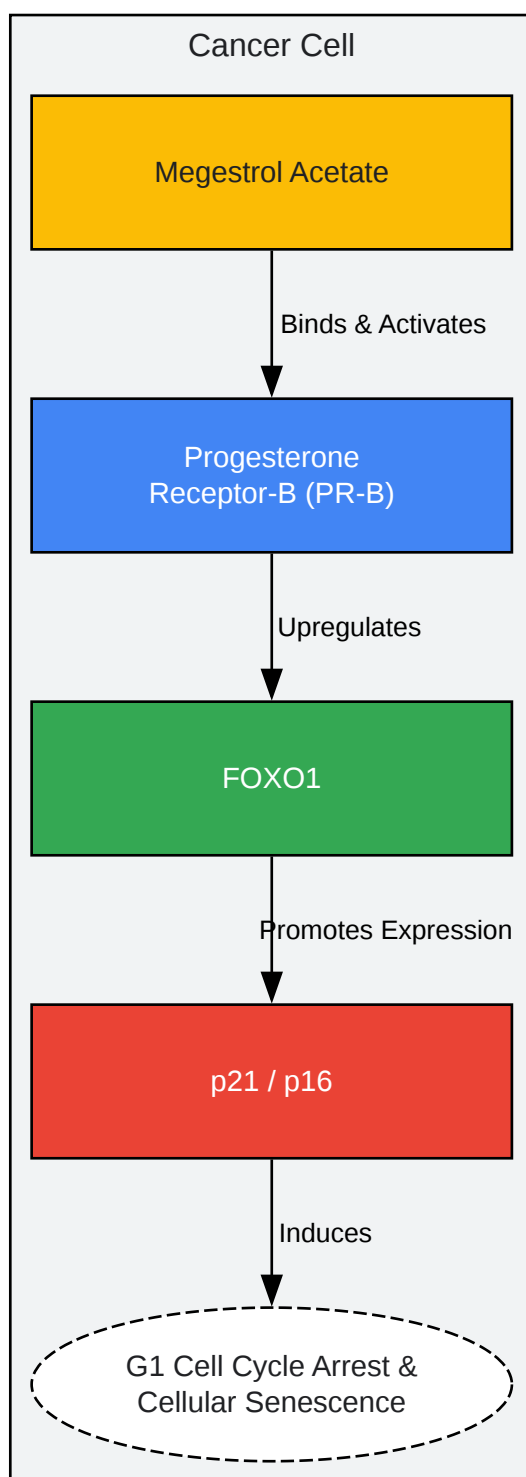 Cancer Cell
Megestrol Acetate
Binds & Activates
Progesterone
Receptor-B (PR-B)
Upregulates
FOXO1
Promotes Expression
p21 / p16
Induces
G1 Cell Cycle Arrest &
Cellular Senescence